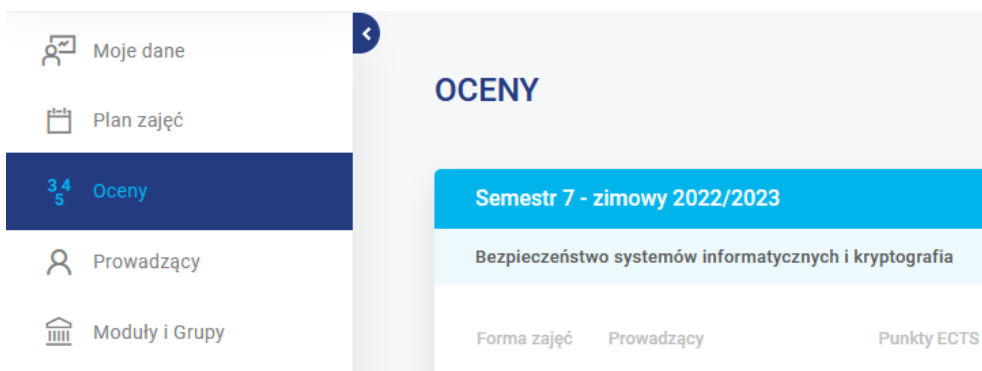 Moje dane
Plan zajęć
3 4
5
Oceny
Prowadzący
Moduły i Grupy
OCENY
Semestr 7 - zimowy 2022/2023
Bezpieczeństwo systemów informatycznych i kryptografia
Forma zajęć Prowadzący Punkty ECTS